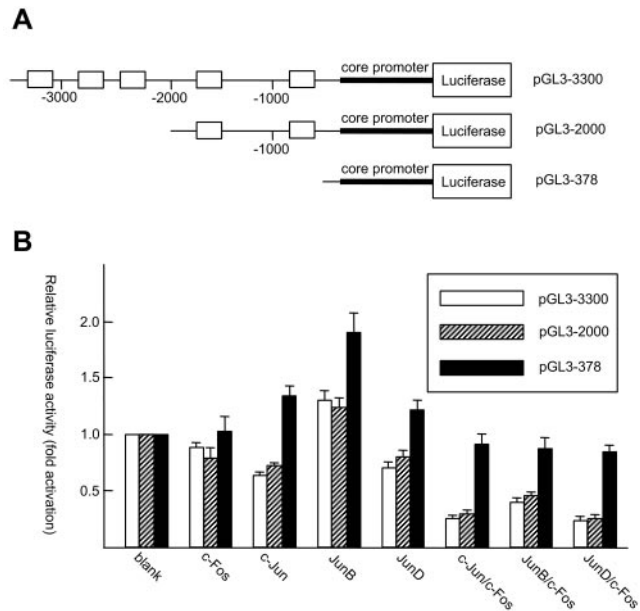 A
core promoter
Luciferase
pGL3-3300
-3000
-2000
-1000
core promoter
Luciferase
pGL3-2000
-1000
core promoter
Luciferase
pGL3-378
B
Relative luciferase activity (fold activation)
2.0
1.5
1.0
0.5
pGL3-3300
pGL3-2000
pGL3-378
blank
c-Fos
c-Jun
JunB
JunD
c-Jun/c-Fos
JunB/c-Fos
JunD/c-Fos